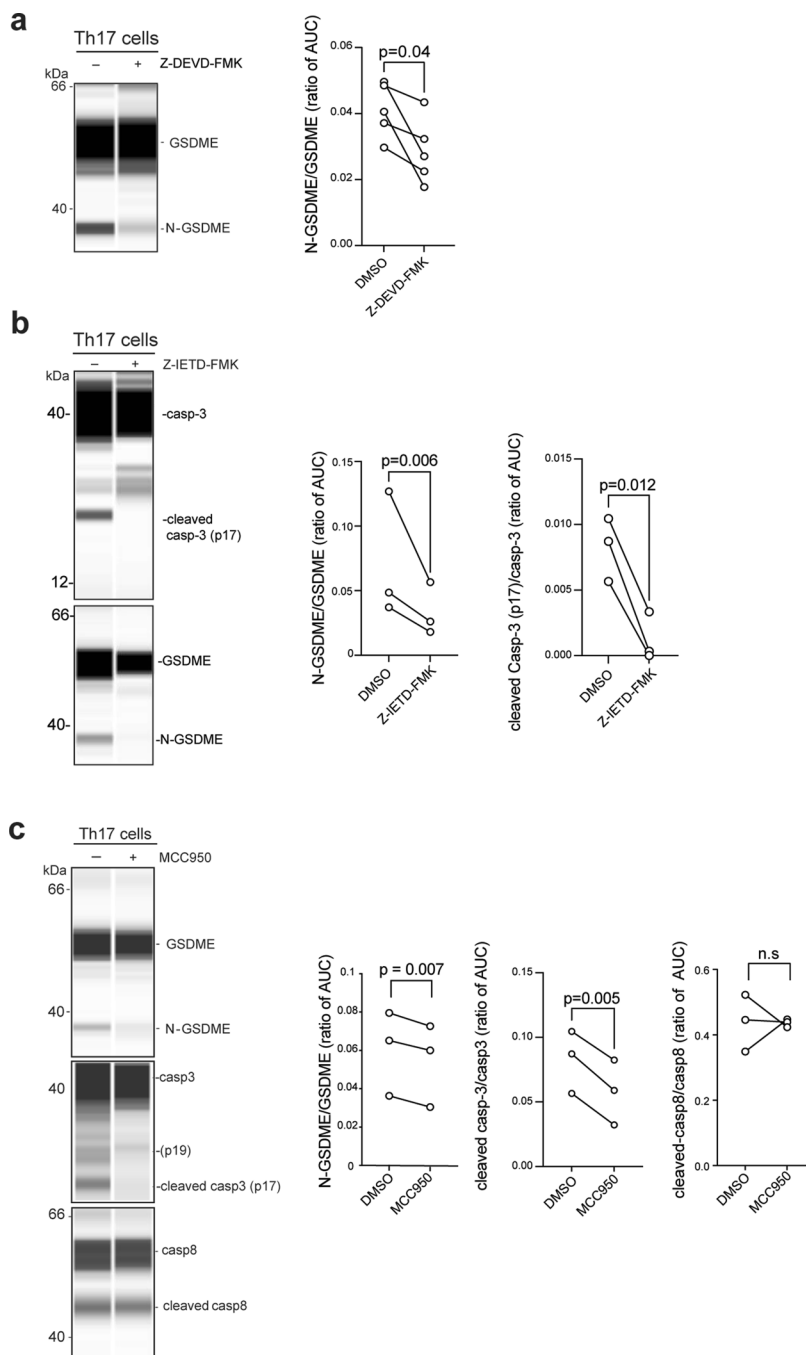 a
Th17 cells
– + Z-DEVD-FMK
kDa
66
- GSDME
40
-N-GSDME
N-GSDME/GSDME (ratio of AUC)
0.06
0.04
0.02
0.00
p=0.04
DMSO
Z-DEVD-FMK
b
Th17 cells
– + Z-IETD-FMK
kDa
40-
-casp-3
-cleaved
casp-3 (p17)
12-
66-
-GSDME
40-
-N-GSDME
N-GSDME/GSDME (ratio of AUC)
0.15
0.10
0.05
0
p=0.006
DMSO
Z-IETD-FMK
cleaved Casp-3 (p17)/casp-3 (ratio of AUC)
0.015
0.010
0.005
0.000
p=0.012
DMSO
Z-IETD-FMK
c
Th17 cells
– + MCC950
kDa
66-
- GSDME
40-
- N-GSDME
40
-casp3
-(p19)
- cleaved casp3 (p17)
66-
- casp8
- cleaved casp8
40-
N-GSDME/GSDME (ratio of AUC)
0.1
0.08
0.06
0.04
0.02
0
p = 0.007
DMSO
MCC950
cleaved casp-3/casp3 (ratio of AUC)
0.15
0.10
0.05
0.00
p=0.005
DMSO
MCC950
cleaved-casp8/casp8 (ratio of AUC)
0.6
0.4
0.2
0.0
n.s
DMSO
MCC950